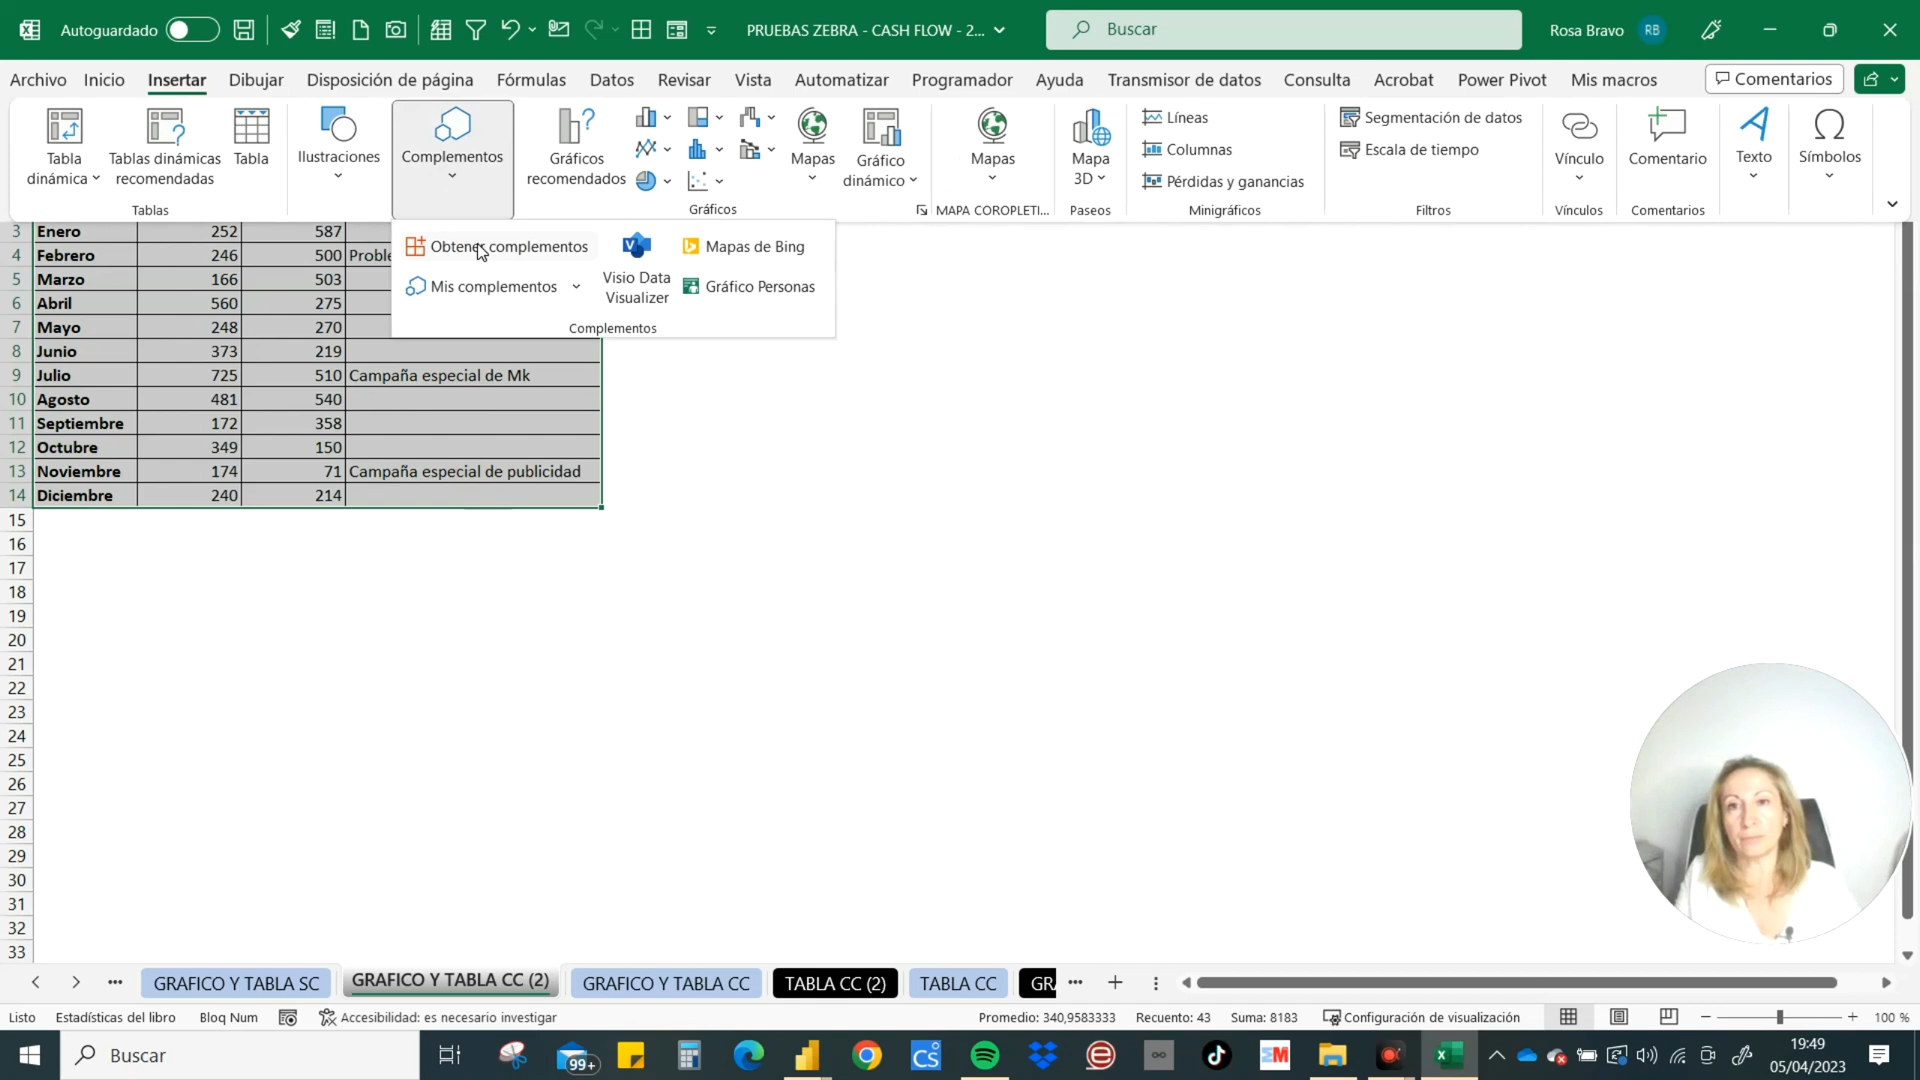 Autoguardado
PRUEBAS ZEBRA - CASH FLOW - 2...
Buscar
Rosa Bravo
RB
Archivo Inicio Insertar Dibujar Disposición de página Fórmulas Datos Revisar Vista Automatizar Programador Ayuda Transmisor de datos Consulta Acrobat Power Pivot Mis macros
Comentarios
Tabla
dinámica
Tablas dinámicas
recomendadas
Tabla
Ilustraciones
Complementos
Gráficos
recomendados
Mapas
Gráfico
dinámico
Mapas
Mapa
3D
Líneas
Columnas
Pérdidas y ganancias
Segmentación de datos
Escala de tiempo
Vínculo
Comentario
Texto
Símbolos
Tablas
Gráficos
MAPA COROPLETI...
Paseos
Minigráficos
Filtros
Vínculos
Comentarios
Obtener complementos
Mis complementos
Visio Data
Visualizer
Mapas de Bing
Gráfico Personas
Complementos
3 Enero 252 587
4 Febrero 246 500 Proble
5 Marzo 166 503
6 Abril 560 275
7 Mayo 248 270
8 Junio 373 219
9 Julio 725 510 Campaña especial de Mk
10 Agosto 481 540
11 Septiembre 172 358
12 Octubre 349 150
13 Noviembre 174 71 Campaña especial de publicidad
14 Diciembre 240 214
15
16
17
18
19
20
21
22
23
24
25
26
27
28
29
30
31
32
33
GRAFICO Y TABLA SC GRAFICO Y TABLA CC (2) GRAFICO Y TABLA CC TABLA CC (2) TABLA CC GRA
Listo Estadísticas del libro Bloq Num Accesibilidad: es necesario investigar Promedio: 340,9583333 Recuento: 43 Suma: 8183 Configuración de visualización 100 %
Buscar
99+
19:49
05/04/2023